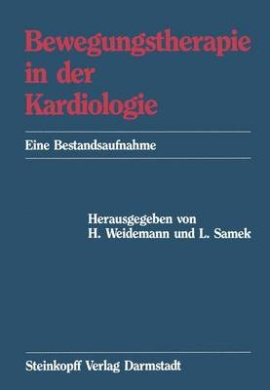 Bewegungstherapie
in der
Kardiologie
Eine Bestandsaufnahme
Herausgegeben von
H. Weidemann und L. Samek
Steinkopff Verlag Darmstadt